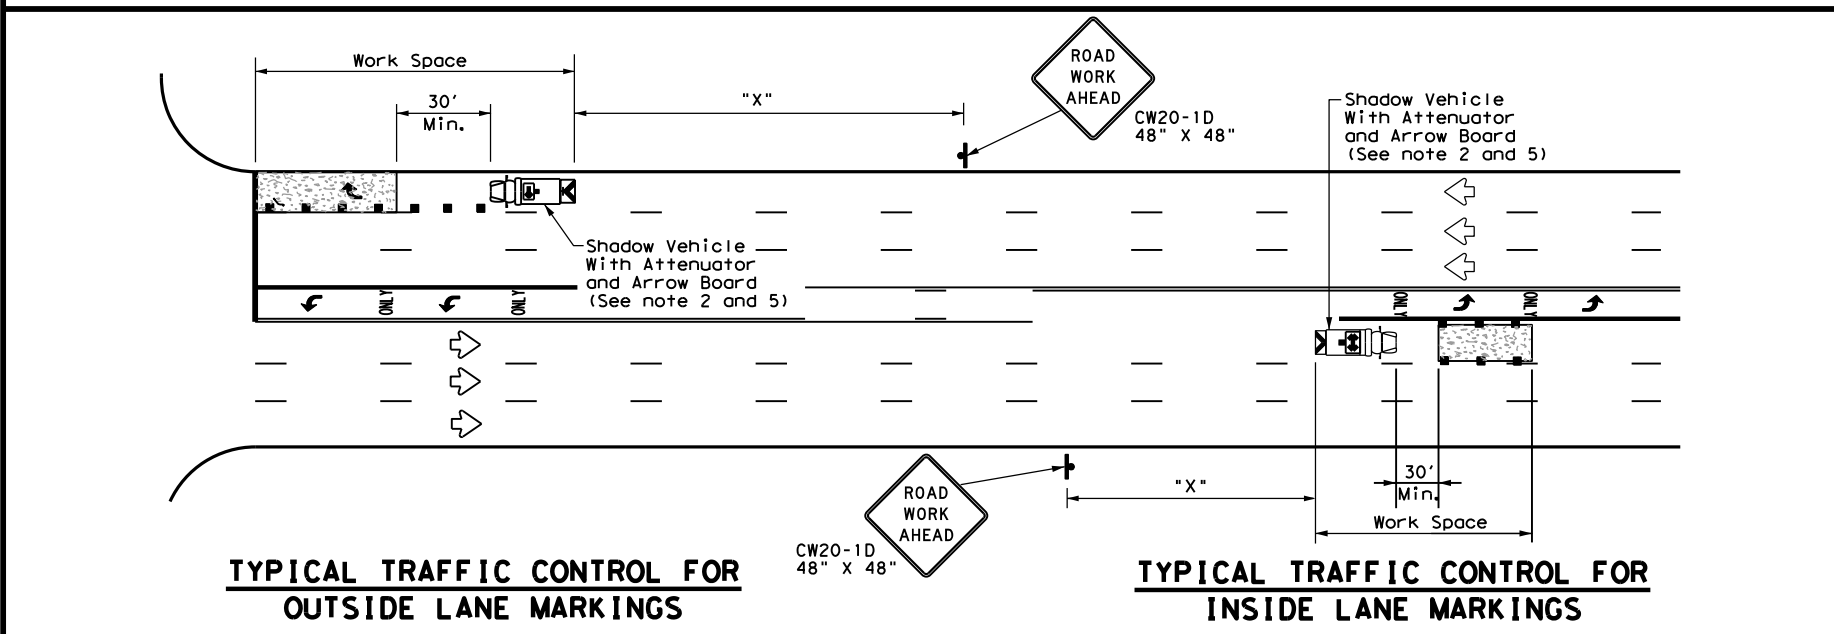 Work Space
30'
Min.
"X"
ROAD
WORK
AHEAD
CW20-1D
48" X 48"
Shadow Vehicle
With Attenuator
and Arrow Board
(See note 2 and 5)
Shadow Vehicle
With Attenuator
and Arrow Board
(See note 2 and 5)
ONLY
ONLY
ONLY
ONLY
ROAD
WORK
AHEAD
CW20-1D
48" X 48"
"X"
30'
Min.
Work Space
TYPICAL TRAFFIC CONTROL FOR
OUTSIDE LANE MARKINGS
TYPICAL TRAFFIC CONTROL FOR
INSIDE LANE MARKINGS